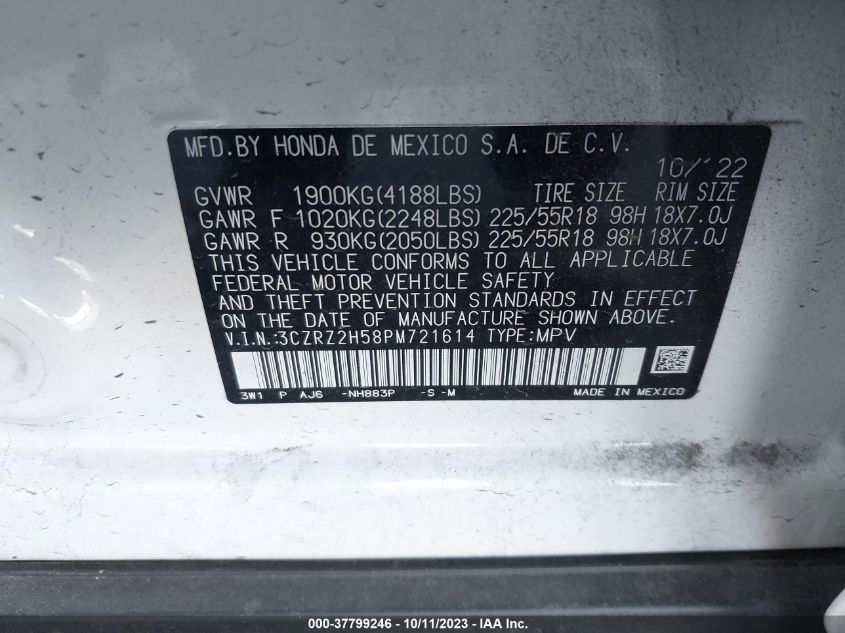 MFD.BY HONDA DE MEXICO S.A. DE C.V.
10/'22
GVWR 1900KG(4188LBS) TIRE SIZE RIM SIZE
GAWR F 1020KG(2248LBS) 225/55R18 98H 18X7.0J
GAWR R 930KG(2050LBS) 225/55R18 98H 18X7.0J
THIS VEHICLE CONFORMS TO ALL APPLICABLE
FEDERAL MOTOR VEHICLE SAFETY
AND THEFT PREVENTION STANDARDS IN EFFECT
ON THE DATE OF MANUFACTURE SHOWN ABOVE.
V.I.N.:3CZRZ2H58PM721614 TYPE:MPV
3W1 P AJ6 -NH883P -S -M MADE IN MEXICO
000-37799246 - 10/11/2023 - IAA Inc.